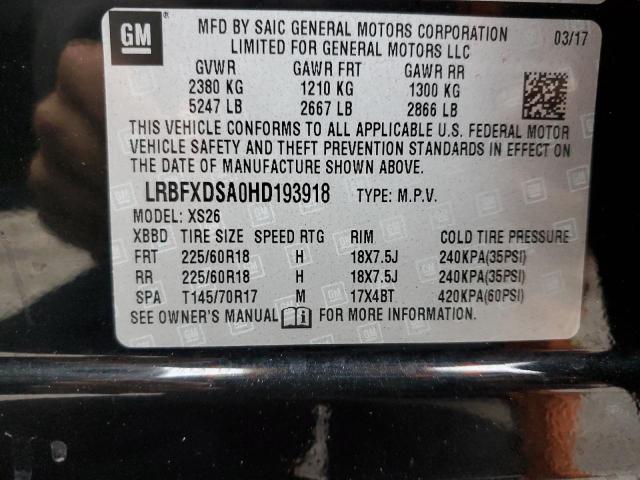 GM
MFD BY SAIC GENERAL MOTORS CORPORATION 03/17
LIMITED FOR GENERAL MOTORS LLC
GVWR GAWR FRT GAWR RR
2380 KG 1210 KG 1300 KG
5247 LB 2667 LB 2866 LB
THIS VEHICLE CONFORMS TO ALL APPLICABLE U.S. FEDERAL MOTOR
VEHICLE SAFETY AND THEFT PREVENTION STANDARDS IN EFFECT ON
THE DATE OF MANUFACTURE SHOWN ABOVE.
LRBFXDSA0HD193918 TYPE: M.P.V.
MODEL: XS26
XBBD TIRE SIZE SPEED RTG RIM COLD TIRE PRESSURE
FRT 225/60R18 H 18X7.5J 240KPA(35PSI)
RR 225/60R18 H 18X7.5J 240KPA(35PSI)
SPA T145/70R17 M 17X4BT 420KPA(60PSI)
SEE OWNER'S MANUAL FOR MORE INFORMATION.